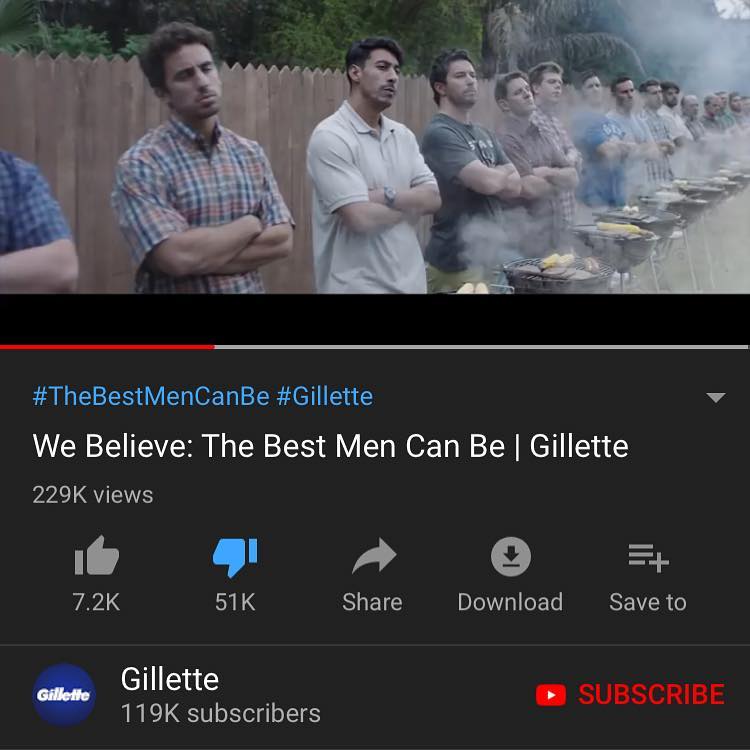 #TheBestMenCanBe #Gillette
We Believe: The Best Men Can Be | Gillette
229K views
7.2K 51K Share Download Save to
Gillette
Gillette
119K subscribers
SUBSCRIBE